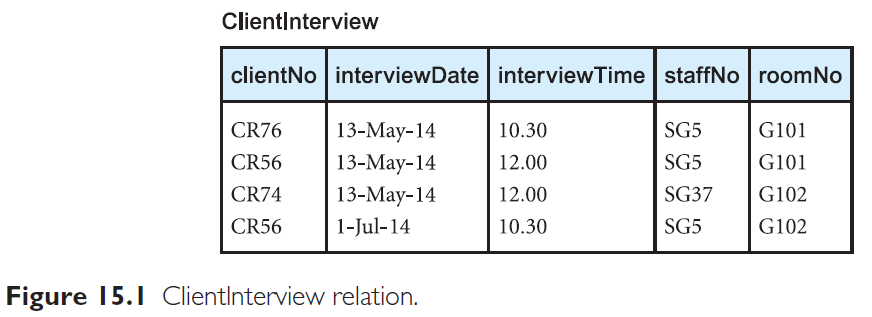 ClientInterview
clientNo interviewDate interviewTime staffNo roomNo
CR76 13-May-14 10.30 SG5 G101
CR56 13-May-14 12.00 SG5 G101
CR74 13-May-14 12.00 SG37 G102
CR56 1-Jul-14 10.30 SG5 G102
Figure 15.1 ClientInterview relation.